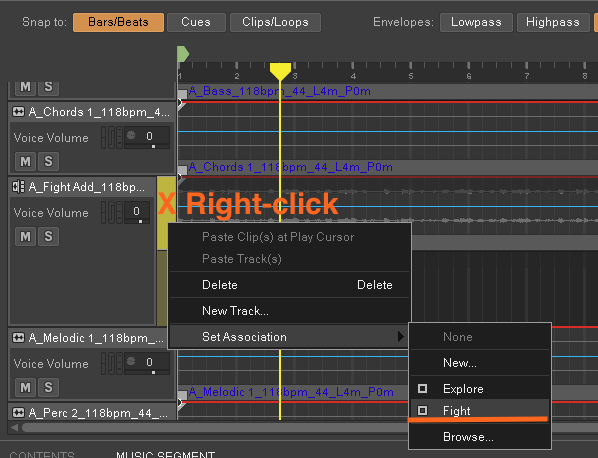 Snap to: Bars/Beats Cues Clips/Loops Envelopes: Lowpass Highpass
1 2 3 4 5 6 7 8
M S A_Bass_118bpm_44_L4m_P0m
A_Chords 1_118bpm_4...
Voice Volume 0
M S A_Chords 1_118bpm_44_L4m_P0m
A_Fight Add_118bp...
X Right-click
Voice Volume 0
M S
Paste Clip(s) at Play Cursor
Paste Track(s)
Delete Delete
New Track...
Set Association
A_Melodic 1_118bpm_...
None
Voice Volume 0
New...
M S A_Melodic 1_118bpm_44_L4m_P0m
Explore
A_Perc 2_118bpm_44_...
Fight
Browse...
CONTENTS MUSIC SEGMENT